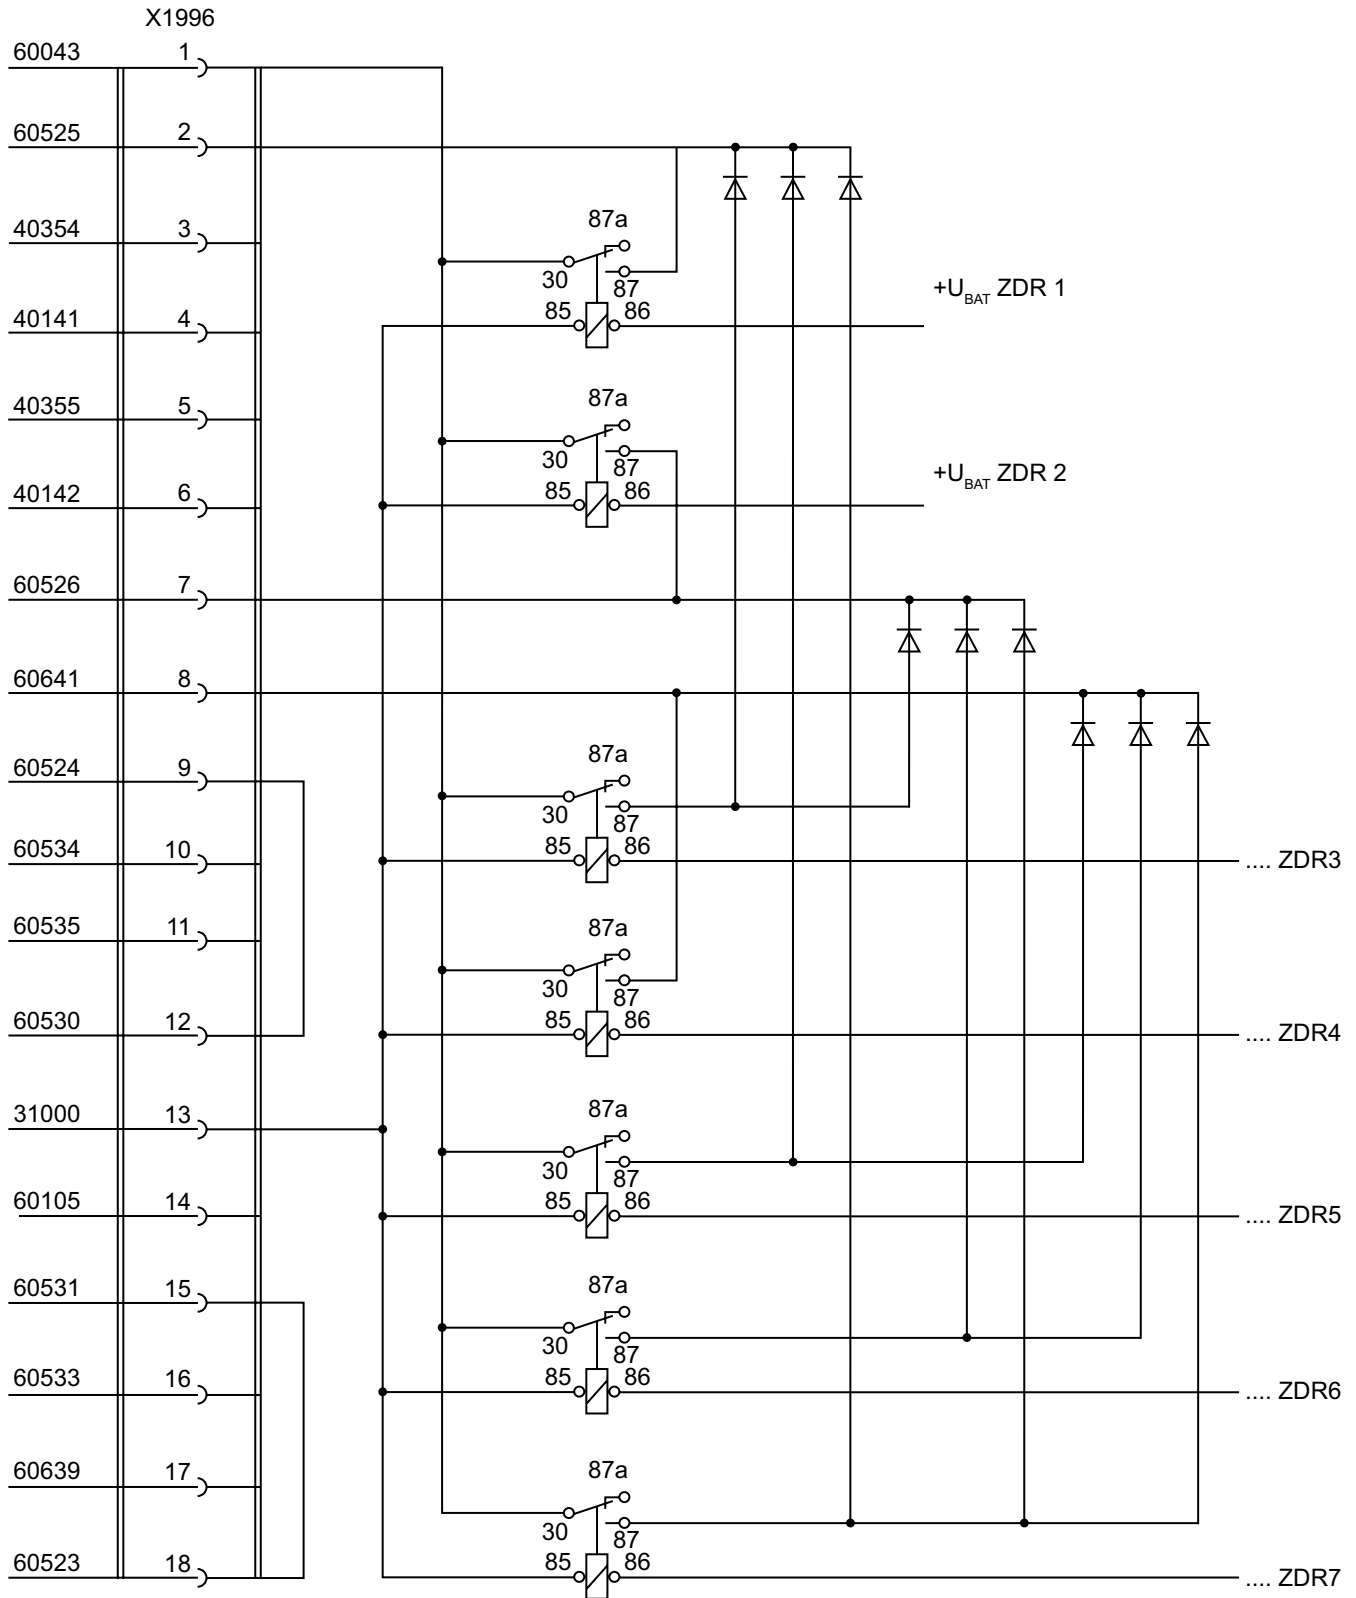 X1996
60043 1
60525 2
87a
40354 3
30
87
+UBAT ZDR 1
85 86
40141 4
87a
40355 5
30
87
+UBAT ZDR 2
85 86
40142 6
60526 7
60641 8
87a
60524 9
30
87
85 86
60534 10
.... ZDR3
87a
60535 11
30
87
85 86
60530 12
.... ZDR4
87a
31000 13
30
87
85 86
60105 14
.... ZDR5
87a
60531 15
30
87
85 86
60533 16
.... ZDR6
87a
60639 17
30
87
85 86
60523 18
.... ZDR7